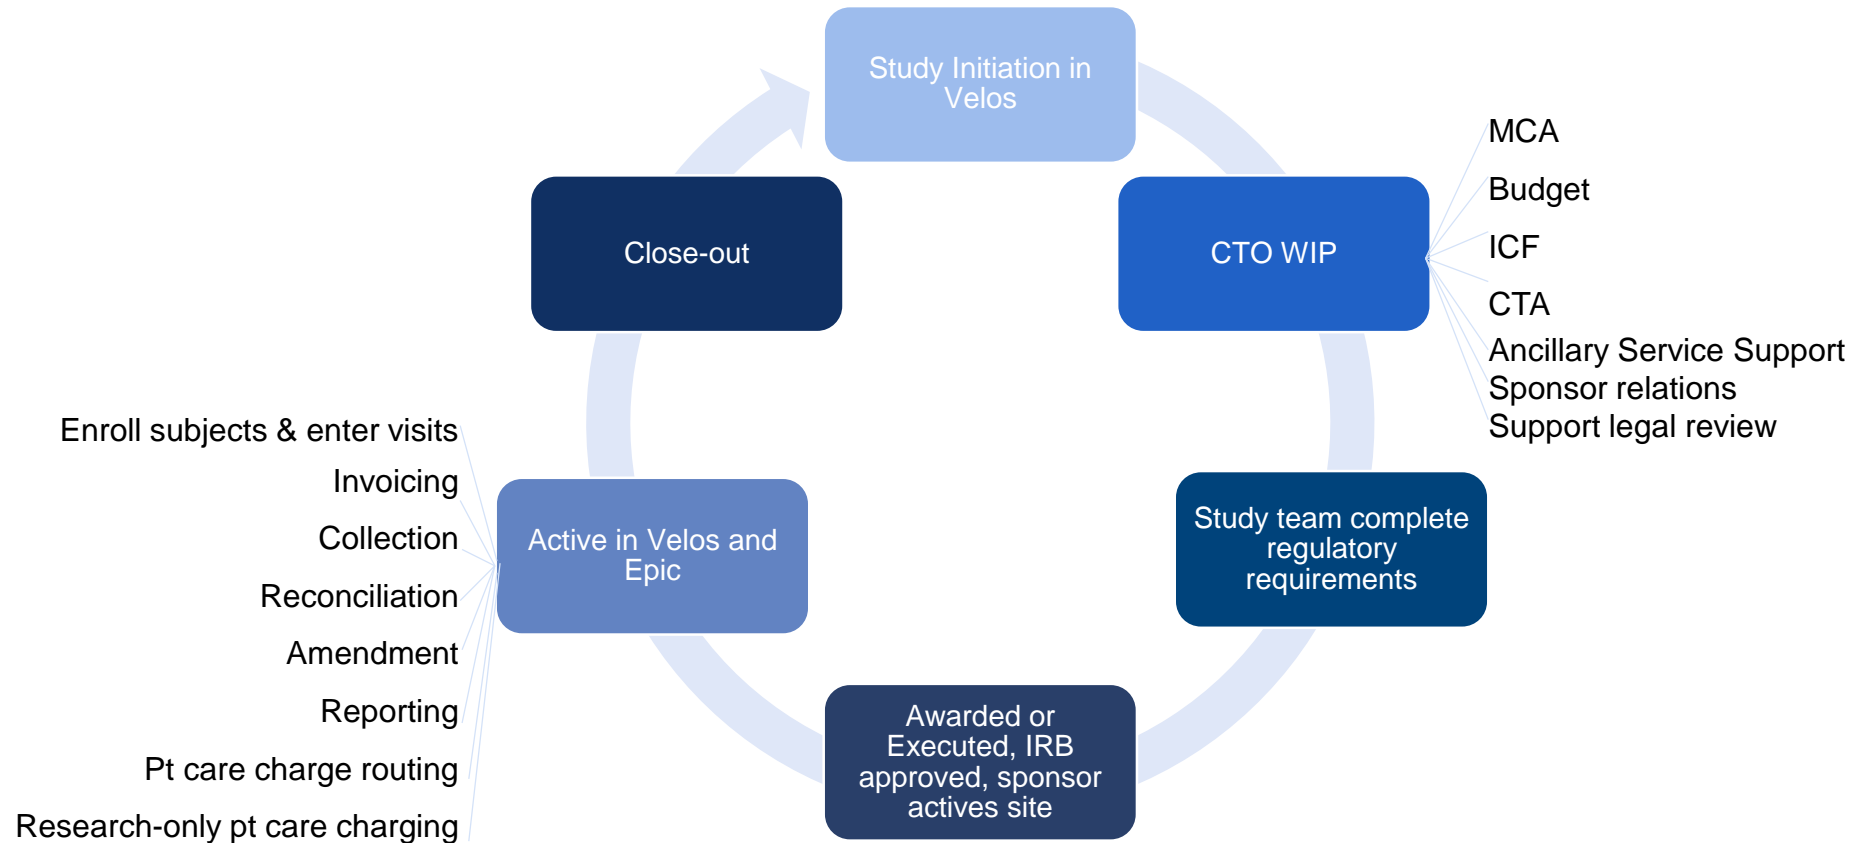 Study Initiation in
Velos
CTO WIP
MCA
Budget
ICF
CTA
Ancillary Service Support
Sponsor relations
Support legal review
Study team complete
regulatory
requirements
Awarded or
Executed, IRB
approved, sponsor
actives site
Active in Velos and
Epic
Enroll subjects & enter visits
Invoicing
Collection
Reconciliation
Amendment
Reporting
Pt care charge routing
Research-only pt care charging
Close-out